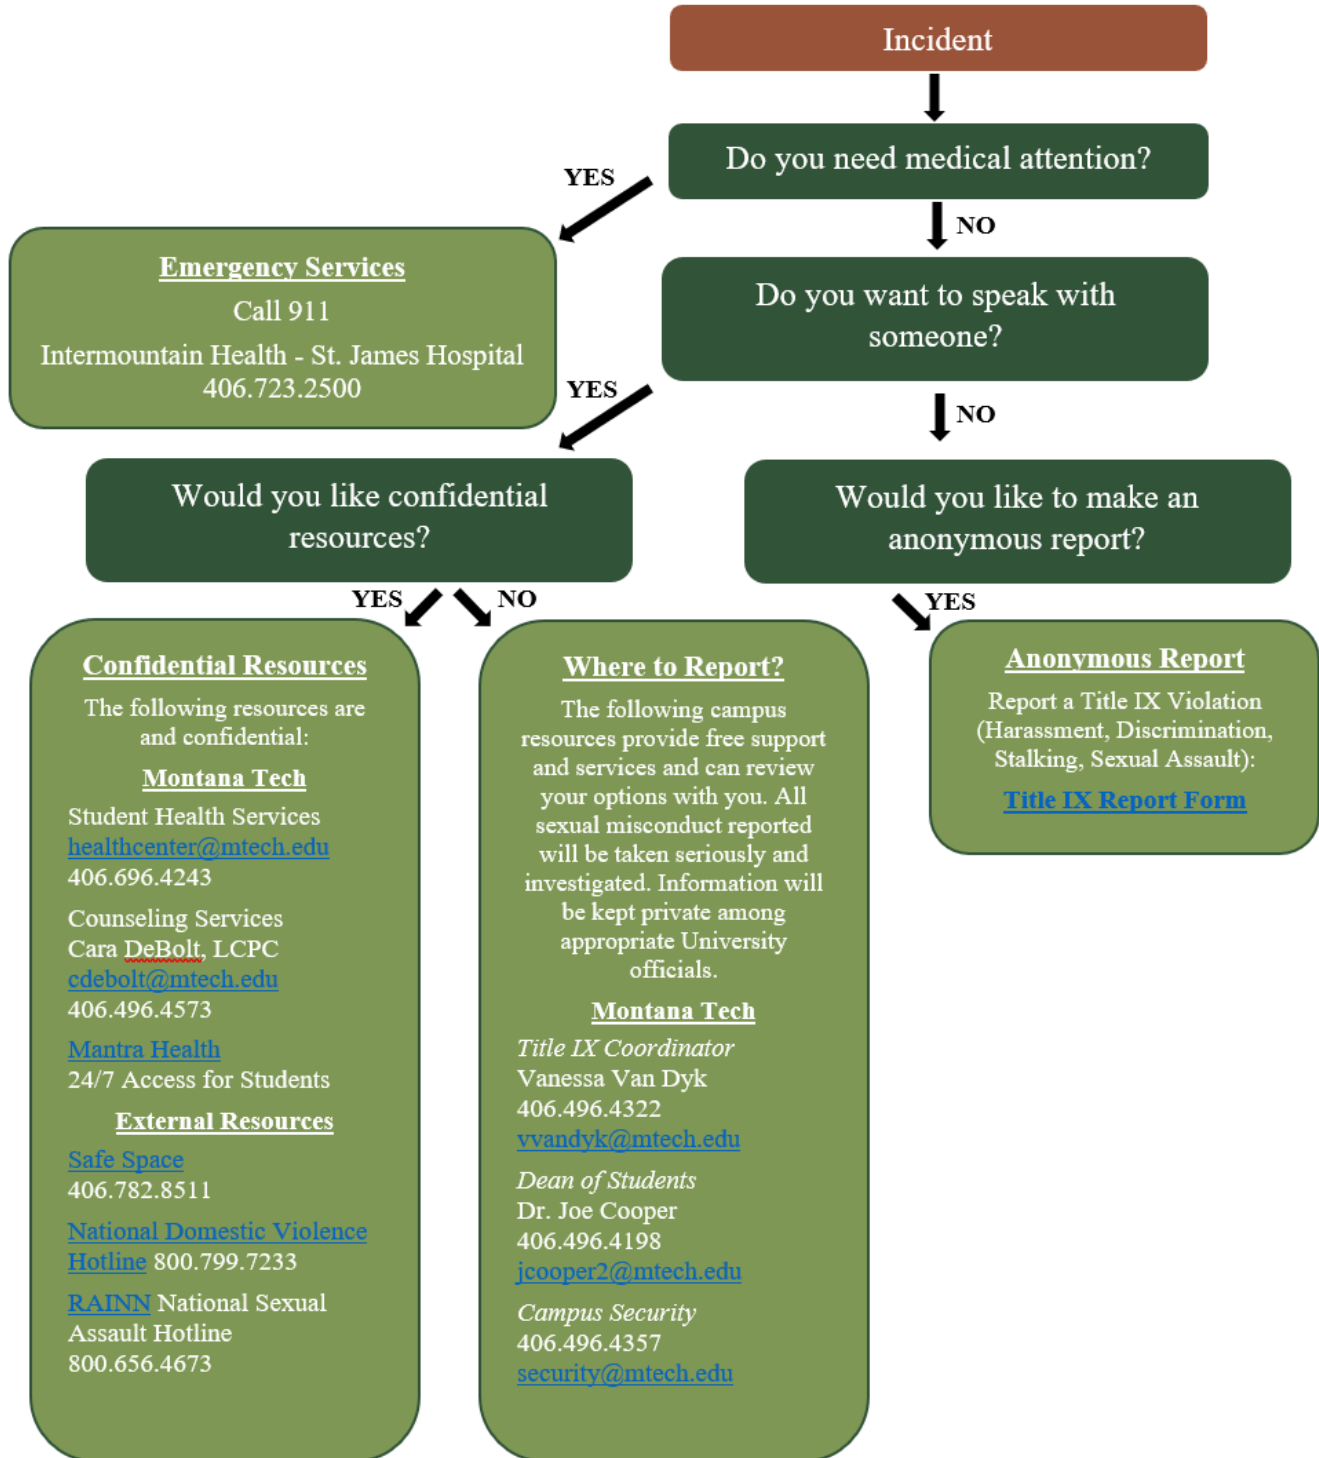 Incident
Do you need medical attention?
YES
NO
Emergency Services
Call 911
Intermountain Health - St. James Hospital
406.723.2500
Do you want to speak with
someone?
YES
NO
Would you like confidential
resources?
Would you like to make an
anonymous report?
YES
NO
YES
Confidential Resources
The following resources are
and confidential:
Montana Tech
Student Health Services
healthcenter@mtech.edu
406.696.4243
Counseling Services
Cara DeBolt, LCPC
cdebolt@mtech.edu
406.496.4573
Mantra Health
24/7 Access for Students
External Resources
Safe Space
406.782.8511
National Domestic Violence
Hotline 800.799.7233
RAINN National Sexual
Assault Hotline
800.656.4673
Where to Report?
The following campus
resources provide free support
and services and can review
your options with you. All
sexual misconduct reported
will be taken seriously and
investigated. Information will
be kept private among
appropriate University
officials.
Montana Tech
Title IX Coordinator
Vanessa Van Dyk
406.496.4322
vvandyk@mtech.edu
Dean of Students
Dr. Joe Cooper
406.496.4198
jcooper2@mtech.edu
Campus Security
406.496.4357
security@mtech.edu
Anonymous Report
Report a Title IX Violation
(Harassment, Discrimination,
Stalking, Sexual Assault):
Title IX Report Form